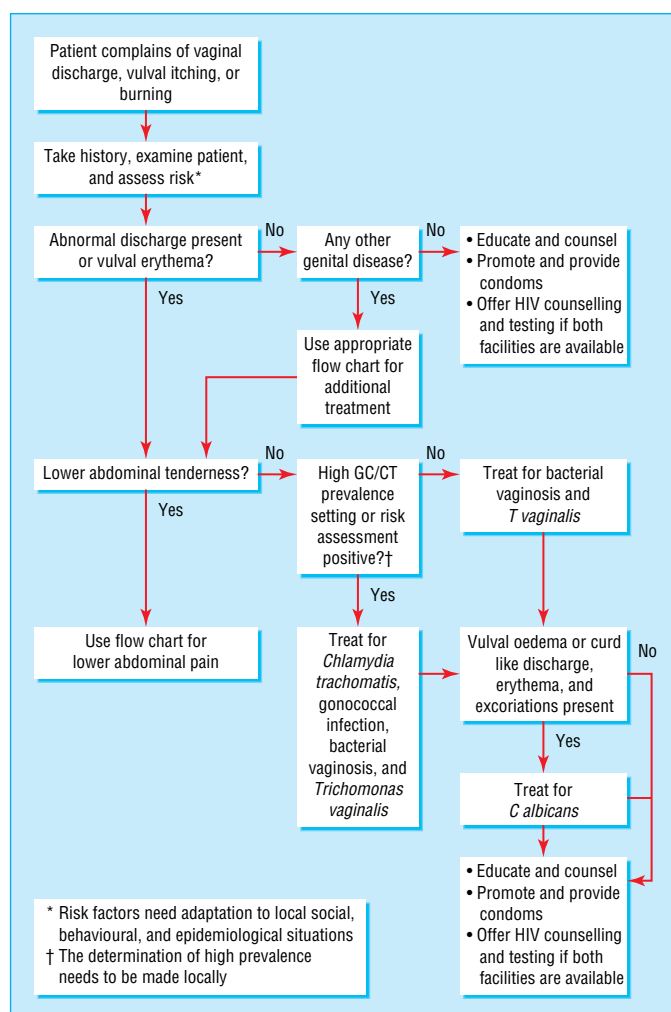 Patient complains of vaginal
discharge, vulval itching, or
burning
Take history, examine patient,
and assess risk*
Abnormal discharge present
or vulval erythema?
No
Any other
genital disease?
No
• Educate and counsel
• Promote and provide
condoms
• Offer HIV counselling
and testing if both
facilities are available
Yes
Yes
Use appropriate
flow chart for
additional
treatment
Lower abdominal tenderness?
No
High GC/CT
prevalence
setting or risk
assessment
positive?†
No
Treat for bacterial
vaginosis and
T vaginalis
Yes
Yes
Use flow chart for
lower abdominal pain
Treat for
Chlamydia
trachomatis,
gonococcal
infection,
bacterial
vaginosis, and
Trichomonas
vaginalis
Vulval oedema or curd
like discharge,
erythema, and
excoriations present
No
Yes
Treat for
C albicans
• Educate and counsel
• Promote and provide
condoms
• Offer HIV counselling
and testing if both
facilities are available
* Risk factors need adaptation to local social,
behavioural, and epidemiological situations
† The determination of high prevalence
needs to be made locally